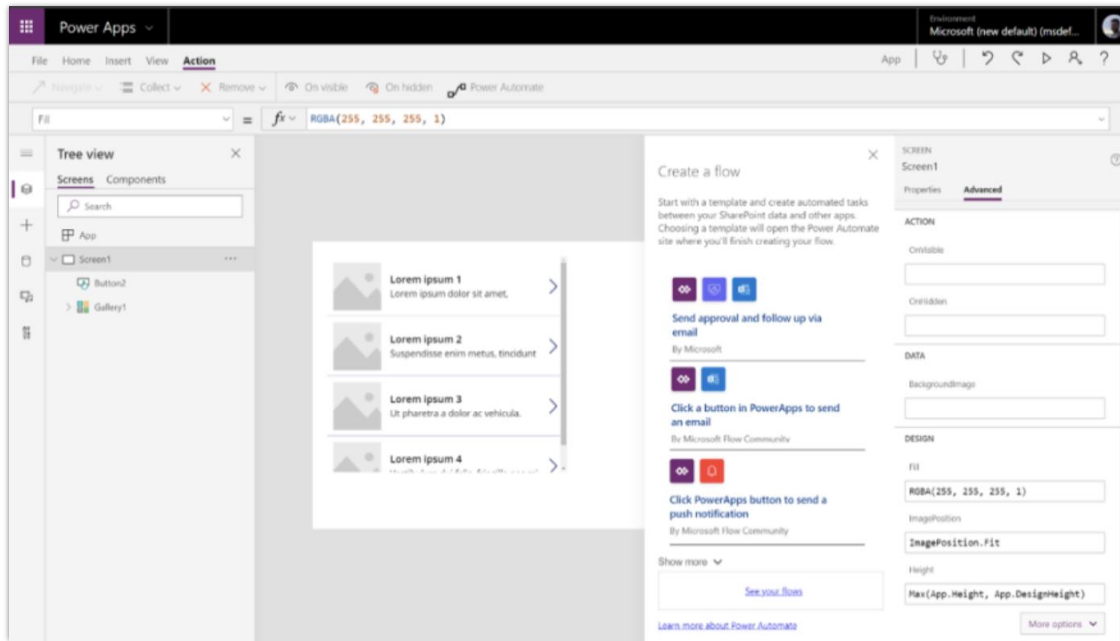 Power Apps
Environment
Microsoft (new default) (msdef...
File Home Insert View Action
App
Navigate Collect Remove On visible On hidden Power Automate
Fill = fx RGBA(255, 255, 255, 1)
Tree view
Screens Components
Search
App
Screen1
Button2
Gallery1
Lorem ipsum 1
Lorem ipsum dolor sit amet,
Lorem ipsum 2
Suspendisse enim metus, tincidunt
Lorem ipsum 3
Ut pharetra a dolor ac vehicula.
Lorem ipsum 4
Create a flow
Start with a template and create automated tasks
between your SharePoint data and other apps.
Choosing a template will open the Power Automate
site where you'll finish creating your flow.
Send approval and follow up via
email
By Microsoft
Click a button in PowerApps to send
an email
By Microsoft Flow Community
Click PowerApps button to send a
push notification
By Microsoft Flow Community
Show more
See your flows
Learn more about Power Automate
SCREEN
Screen1
Properties Advanced
ACTION
OnVisible
OnHidden
DATA
BackgroundImage
DESIGN
Fill
RGBA(255, 255, 255, 1)
ImagePosition
ImagePosition.Fit
Height
Max(App.Height, App.DesignHeight)
More options